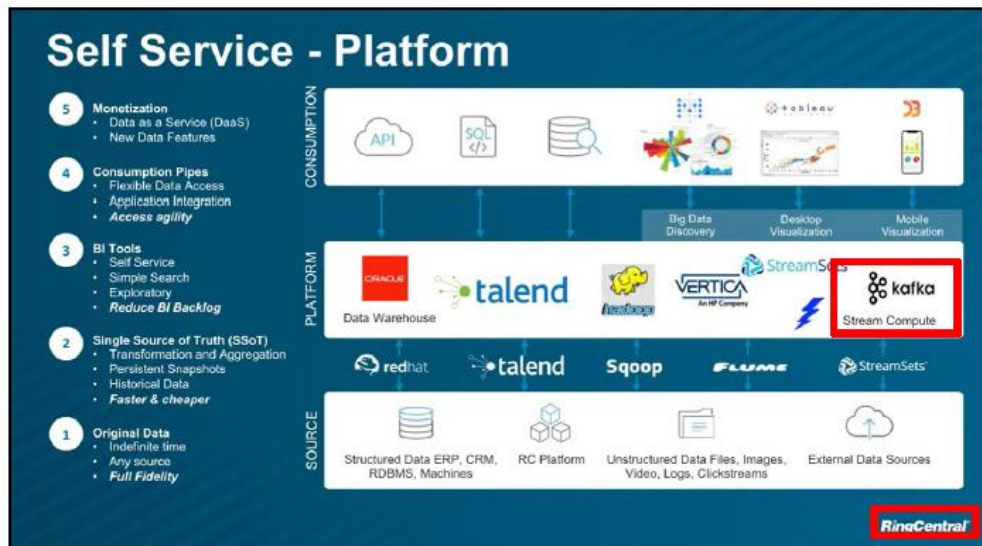 Self Service - Platform
5
Monetization
• Data as a Service (DaaS)
• New Data Features
4
Consumption Pipes
• Flexible Data Access
• Application Integration
• Access agility
3
BI Tools
• Self Service
• Simple Search
• Exploratory
• Reduce BI Backlog
2
Single Source of Truth (SSoT)
• Transformation and Aggregation
• Persistent Snapshots
• Historical Data
• Faster & cheaper
1
Original Data
• Indefinite time
• Any source
• Full Fidelity
CONSUMPTION
API
SQL
</>
+ableau
Big Data
Discovery
Desktop
Visualization
Mobile
Visualization
PLATFORM
ORACLE
Data Warehouse
talend
hadoop
VERTICA
An HP Company
StreamSets
kafka
Stream Compute
redhat
talend
Sqoop
FLUME
StreamSets
SOURCE
Structured Data ERP, CRM,
RDBMS, Machines
RC Platform
Unstructured Data Files, Images,
Video, Logs, Clickstreams
External Data Sources
RingCentral